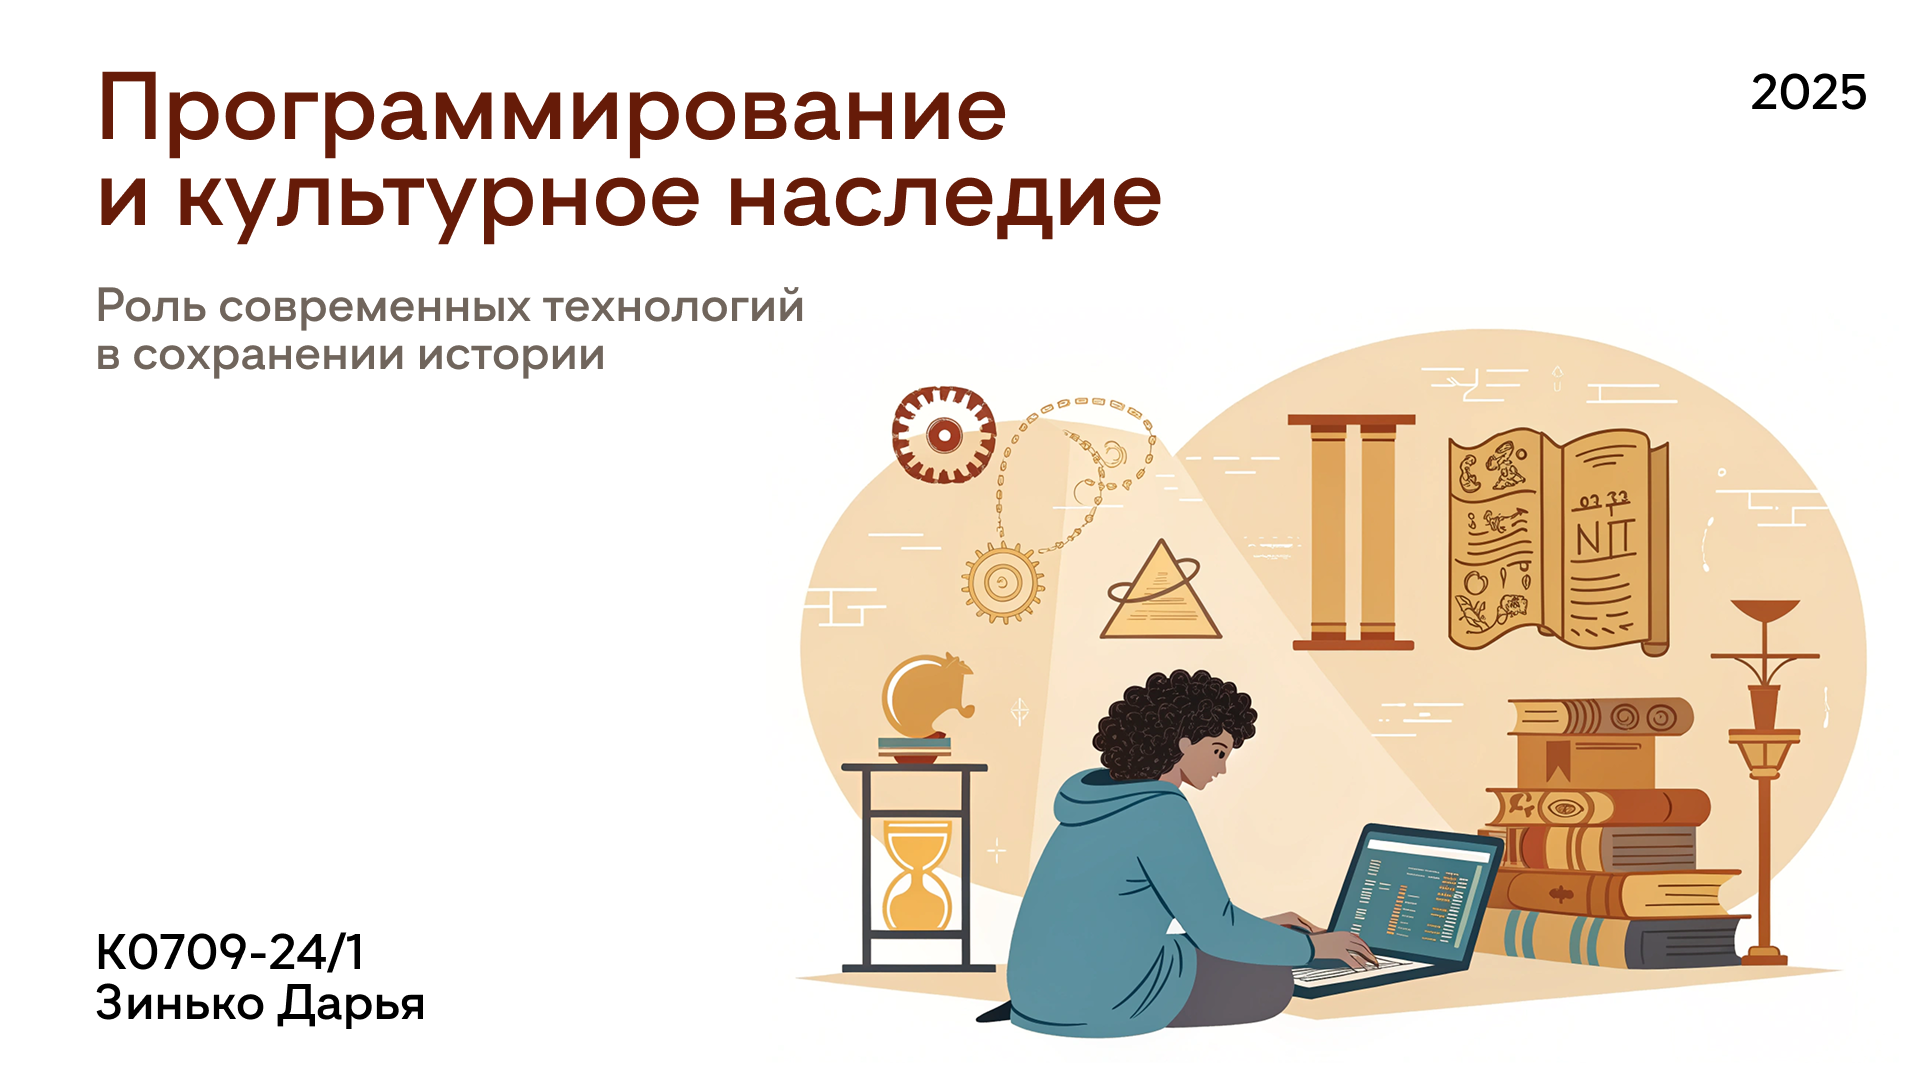 Программирование
и культурное наследие
2025
Роль современных технологий
в сохранении истории
К0709-24/1
Зинько Дарья